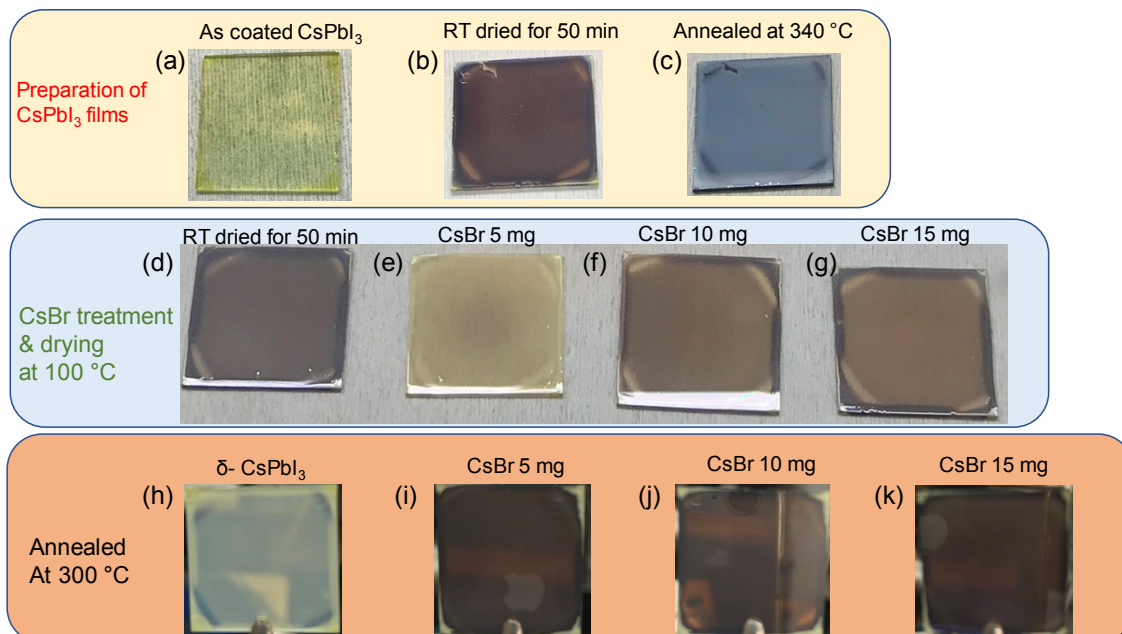 Preparation of
CsPbI₃ films
As coated CsPbI₃
(a)
RT dried for 50 min
(b)
Annealed at 340 °C
(c)
CsBr treatment
& drying
at 100 °C
RT dried for 50 min
(d)
CsBr 5 mg
(e)
CsBr 10 mg
(f)
CsBr 15 mg
(g)
Annealed
At 300 °C
δ- CsPbI₃
(h)
CsBr 5 mg
(i)
CsBr 10 mg
(j)
CsBr 15 mg
(k)